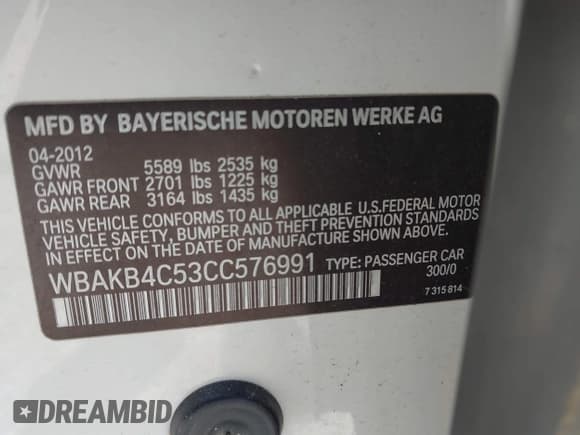 MFD BY BAYERISCHE MOTOREN WERKE AG
04-2012
GVWR 5589 lbs 2535 kg
GAWR FRONT 2701 lbs 1225 kg
GAWR REAR 3164 lbs 1435 kg
THIS VEHICLE CONFORMS TO ALL APPLICABLE U.S.FEDERAL MOTOR
VEHICLE SAFETY, BUMPER AND THEFT PREVENTION STANDARDS
IN EFFECT ON THE DATE OF MANUFACTURE SHOWN ABOVE.
WBAKB4C53CC576991 TYPE: PASSENGER CAR
300/0
7 315 814
DREAMBID